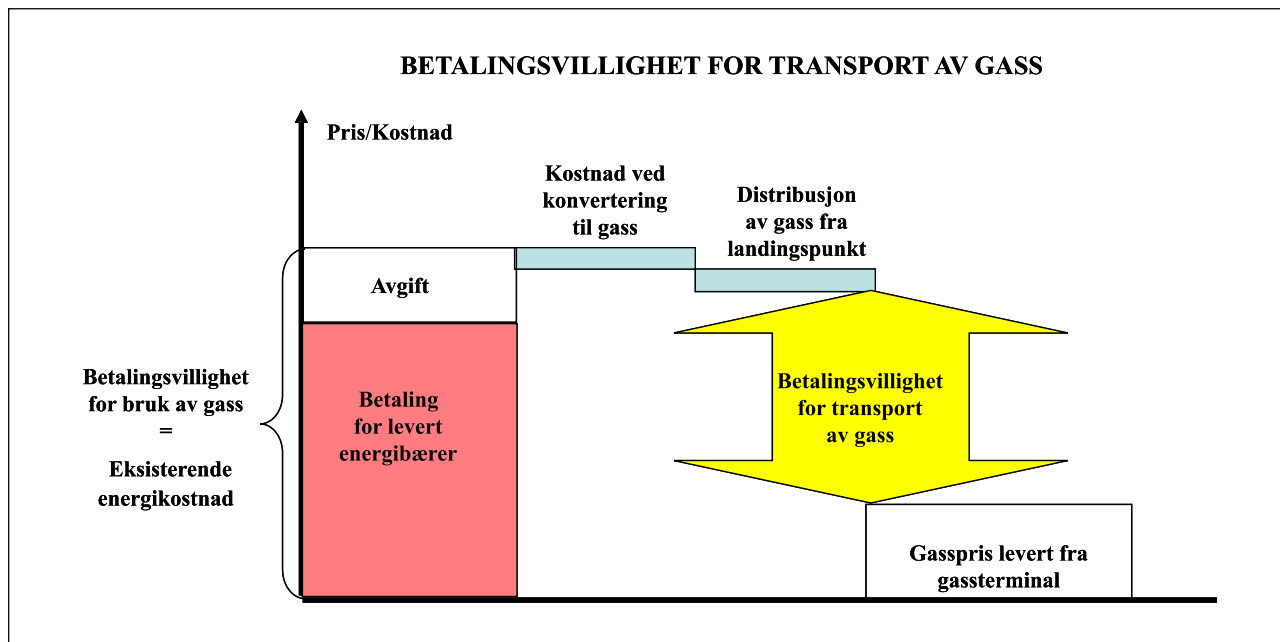 BETALINGSVILLIGHET FOR TRANSPORT AV GASS
Pris/Kostnad
Kostnad ved
konvertering
til gass
Distribusjon
av gass fra
landingspunkt
Avgift
Betalingsvillighet
for bruk av gass
=
Eksisterende
energikostnad
Betaling
for levert
energibærer
Betalingsvillighet
for transport
av gass
Gasspris levert fra
gassterminal